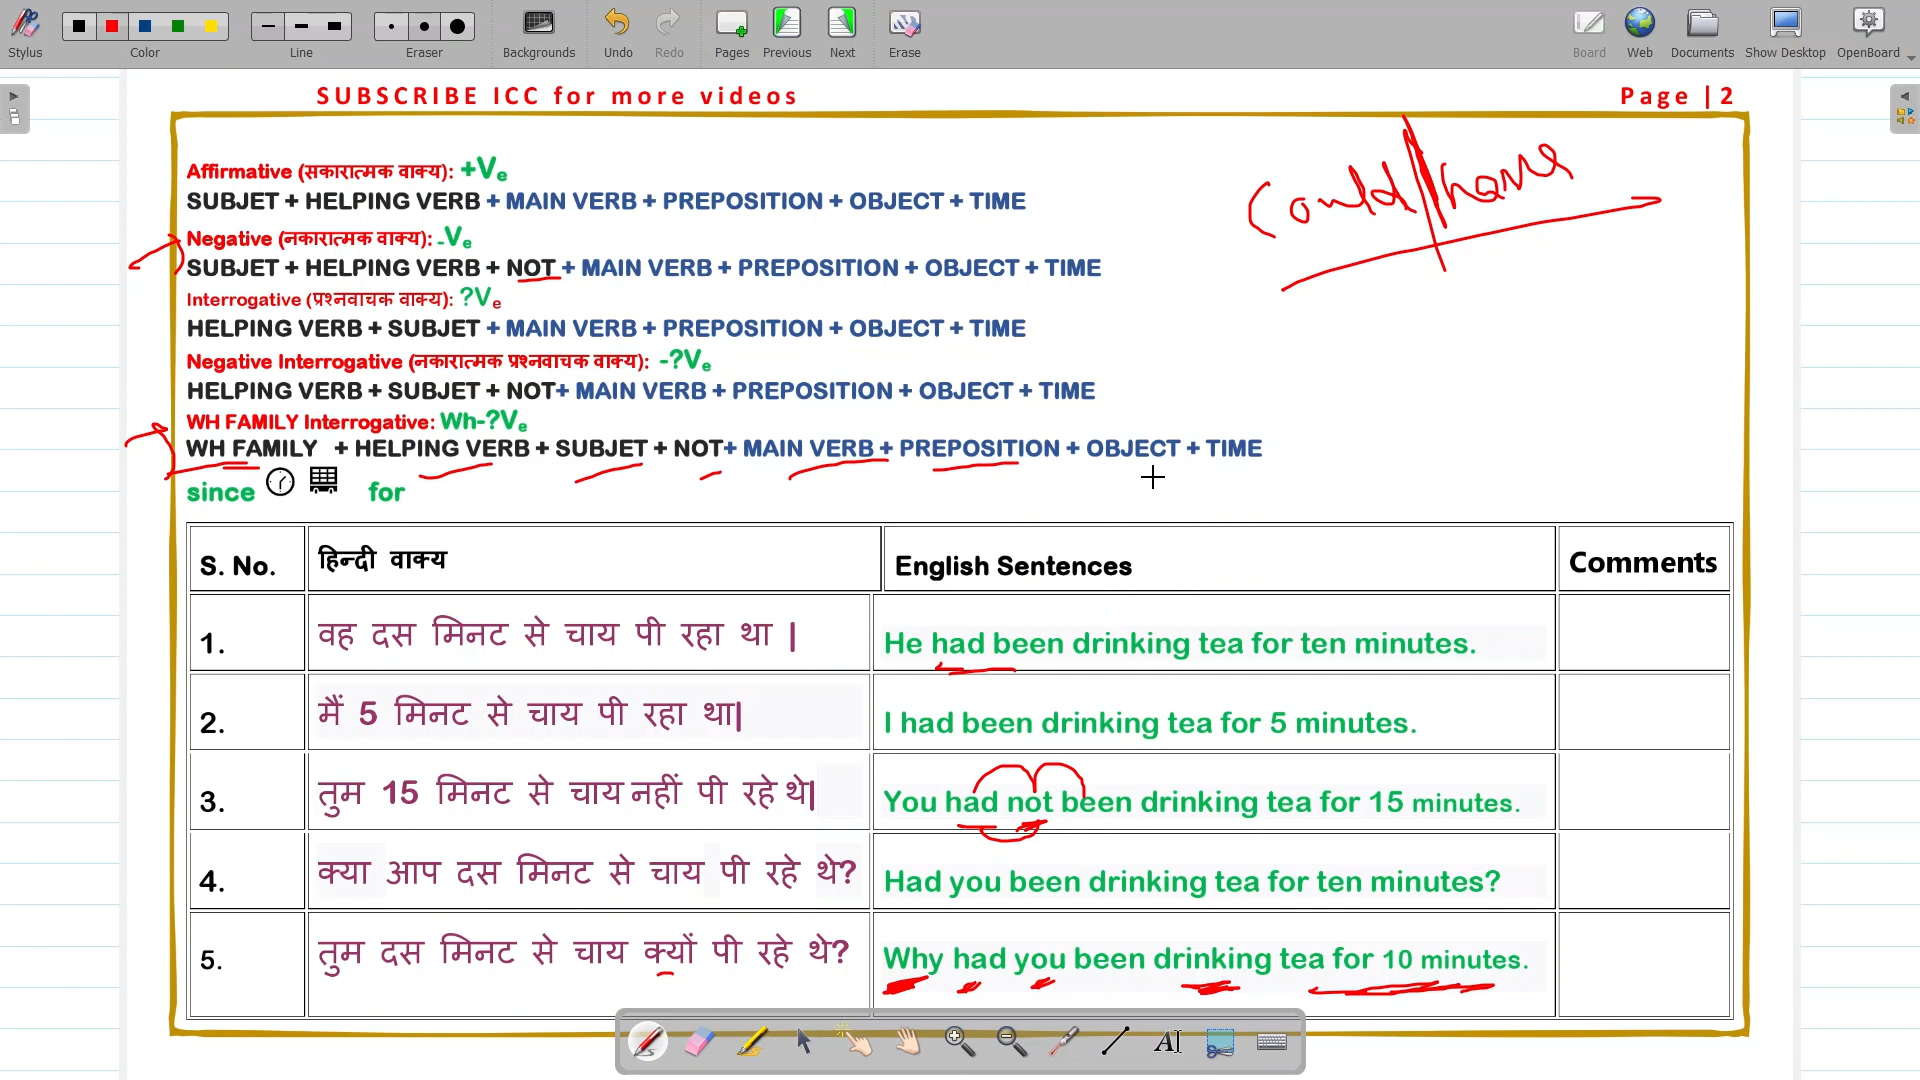 Stylus Color Line Eraser Backgrounds Undo Redo Pages Previous Next Erase Board Web Documents Show Desktop OpenBoard
SUBSCRIBE ICC for more videos Page | 2
Could have
Affirmative (सकारात्मक वाक्य): +Ve
SUBJET + HELPING VERB + MAIN VERB + PREPOSITION + OBJECT + TIME
Negative (नकारात्मक वाक्य): -Ve
SUBJET + HELPING VERB + NOT + MAIN VERB + PREPOSITION + OBJECT + TIME
Interrogative (प्रश्नवाचक वाक्य): ?Ve
HELPING VERB + SUBJET + MAIN VERB + PREPOSITION + OBJECT + TIME
Negative Interrogative (नकारात्मक प्रश्नवाचक वाक्य): -?Ve
HELPING VERB + SUBJET + NOT+ MAIN VERB + PREPOSITION + OBJECT + TIME
WH FAMILY Interrogative: Wh-?Ve
WH FAMILY + HELPING VERB + SUBJET + NOT+ MAIN VERB + PREPOSITION + OBJECT + TIME
since for
S. No. हिन्दी वाक्य English Sentences Comments
1. वह दस मिनट से चाय पी रहा था | He had been drinking tea for ten minutes.
2. मैं 5 मिनट से चाय पी रहा था| I had been drinking tea for 5 minutes.
3. तुम 15 मिनट से चाय नहीं पी रहे थे| You had not been drinking tea for 15 minutes.
4. क्या आप दस मिनट से चाय पी रहे थे? Had you been drinking tea for ten minutes?
5. तुम दस मिनट से चाय क्यों पी रहे थे? Why had you been drinking tea for 10 minutes.